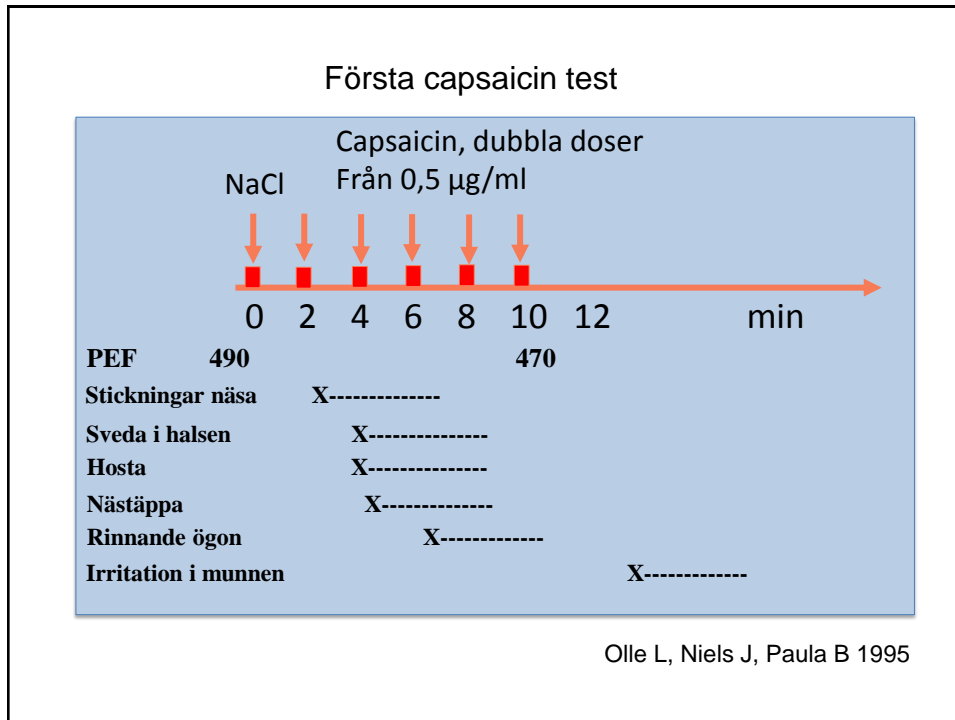 Första capsaicin test
Capsaicin, dubbla doser
NaCl Från 0,5 µg/ml
0 2 4 6 8 10 12 min
PEF 490 470
Stickningar näsa X--------------
Sveda i halsen X---------------
Hosta X---------------
Nästäppa X--------------
Rinnande ögon X-------------
Irritation i munnen X-------------
Olle L, Niels J, Paula B 1995